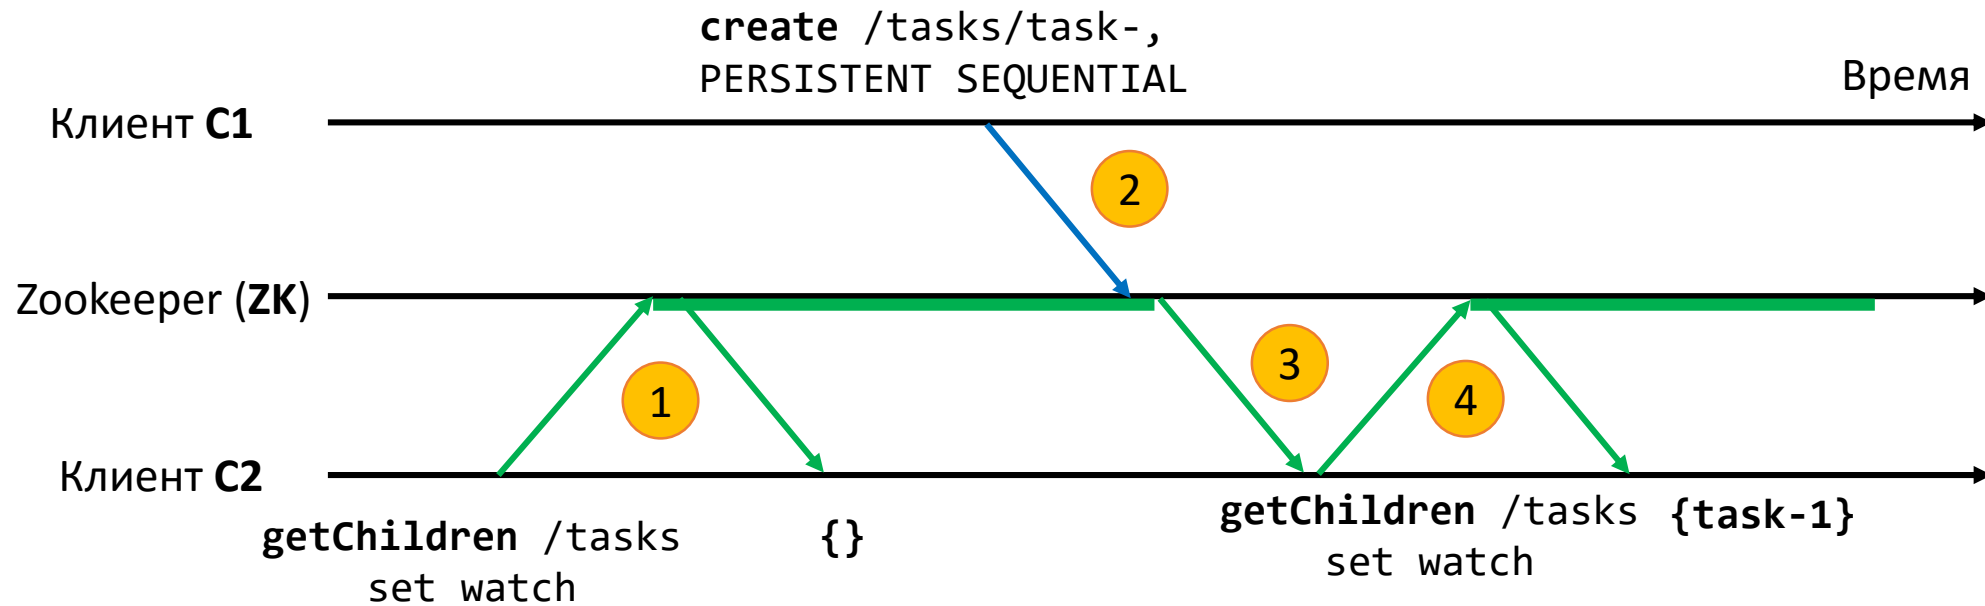 create /tasks/task-,
PERSISTENT SEQUENTIAL
Время
Клиент C1
2
Zookeeper (ZK)
3
1
4
Клиент C2
getChildren /tasks
set watch
{}
getChildren /tasks
set watch
{task-1}